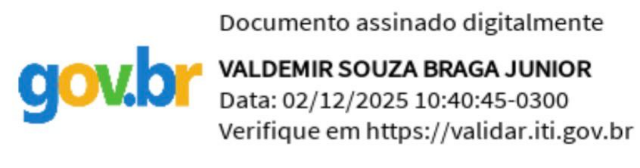 Documento assinado digitalmente
gov.br
VALDEMIR SOUZA BRAGA JUNIOR
Data: 02/12/2025 10:40:45-0300
Verifique em https://validar.iti.gov.br